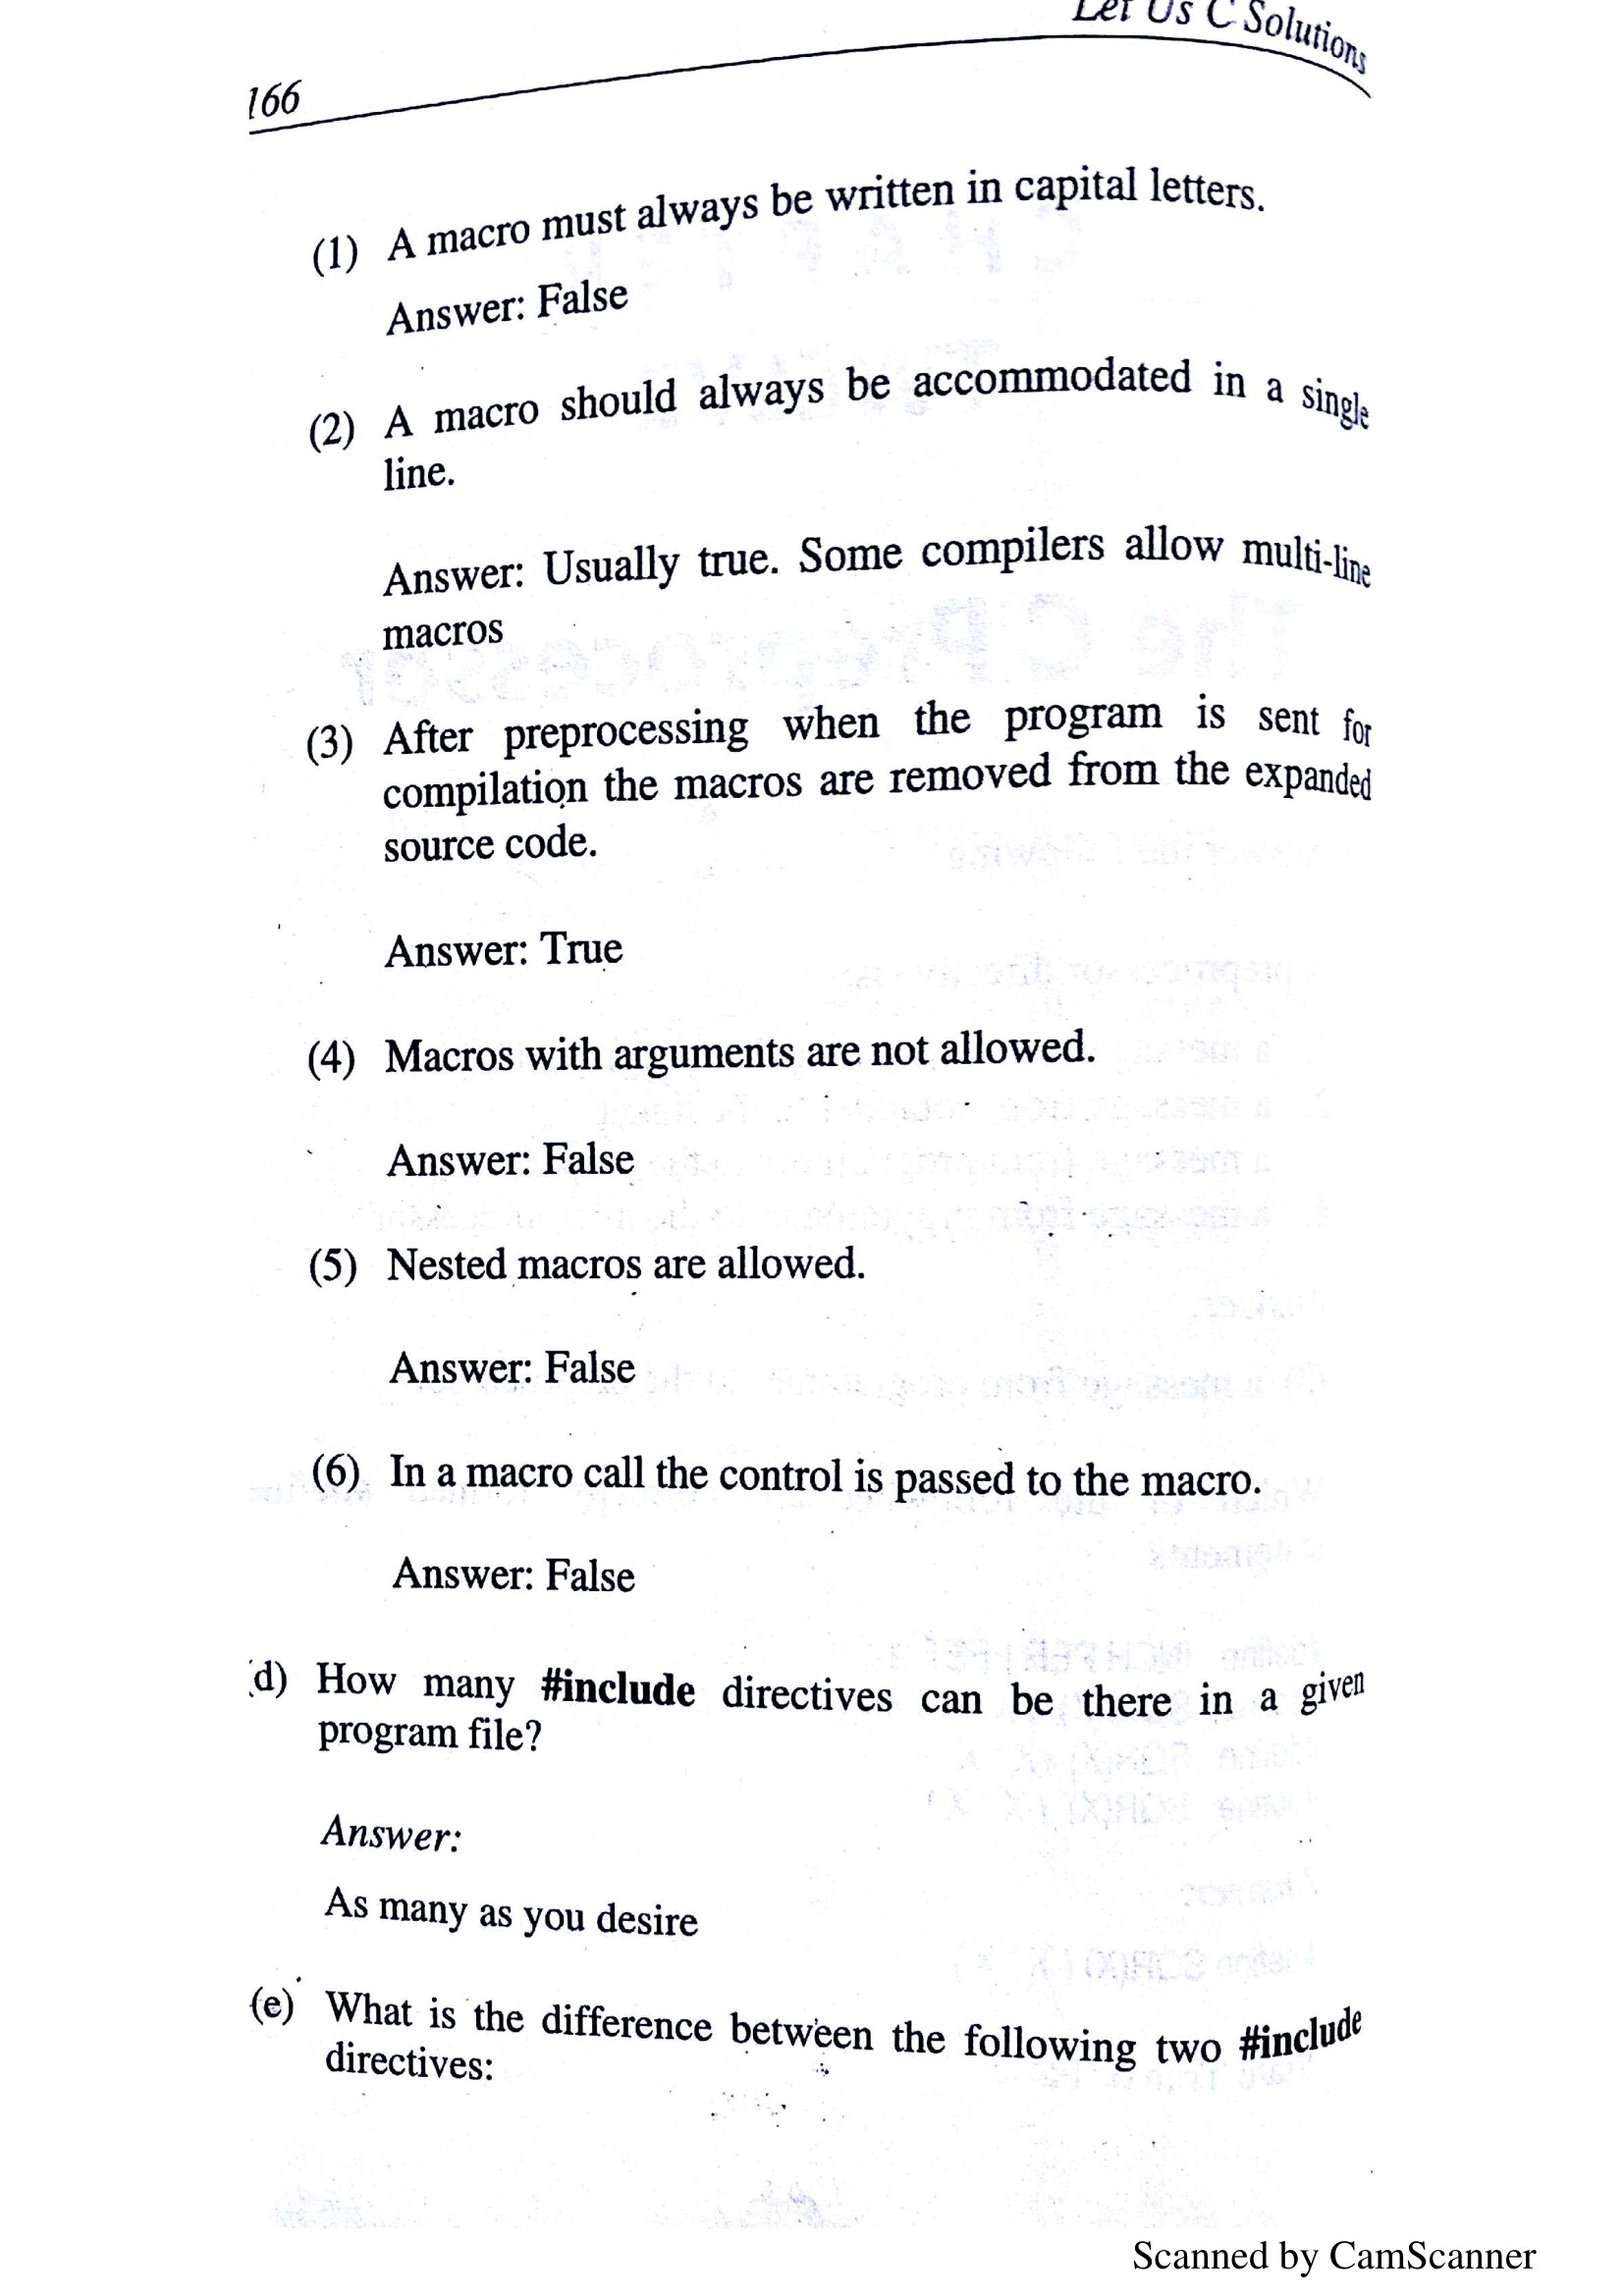 Let Us C Solutions
166
(1) A macro must always be written in capital letters.
Answer: False
(2) A macro should always be accommodated in a single
line.
Answer: Usually true. Some compilers allow multi-line
macros
(3) After preprocessing when the program is sent for
compilation the macros are removed from the expanded
source code.
Answer: True
(4) Macros with arguments are not allowed.
Answer: False
(5) Nested macros are allowed.
Answer: False
(6) In a macro call the control is passed to the macro.
Answer: False
d) How many #include directives can be there in a given
program file?
Answer:
As many as you desire
(e) What is the difference between the following two #include
directives:
Scanned by CamScanner